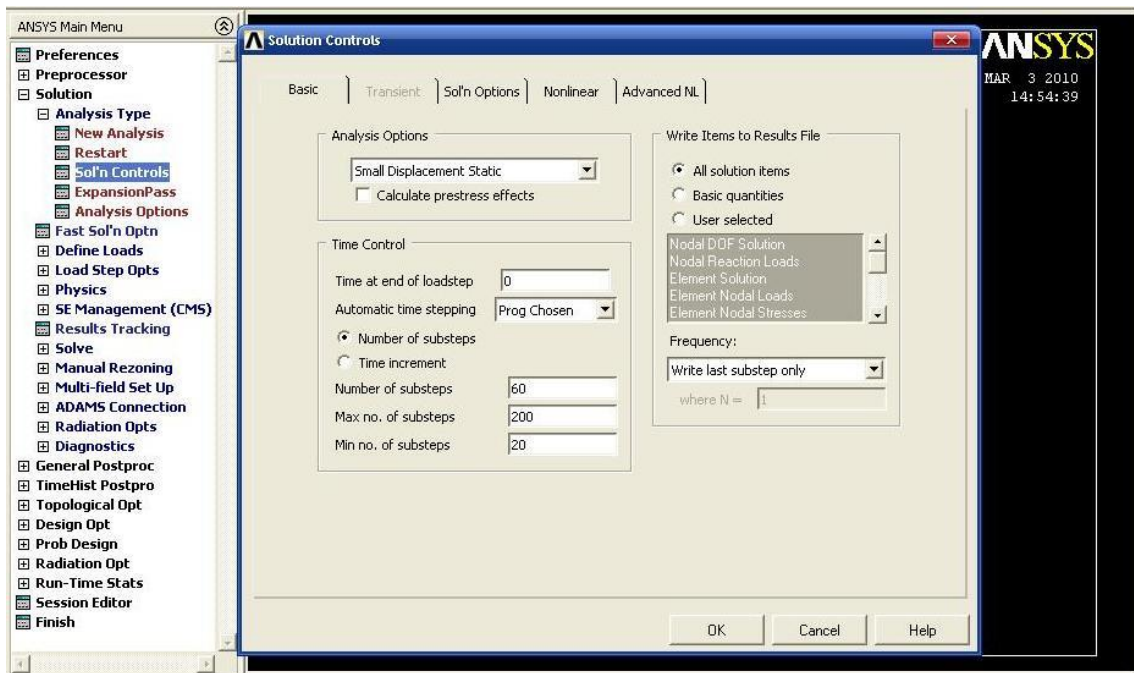 ANSYS Main Menu
Preferences
Preprocessor
Solution
Analysis Type
New Analysis
Restart
Sol'n Controls
ExpansionPass
Analysis Options
Fast Sol'n Optn
Define Loads
Load Step Opts
Physics
SE Management (CMS)
Results Tracking
Solve
Manual Rezoning
Multi-field Set Up
ADAMS Connection
Radiation Opts
Diagnostics
General Postproc
TimeHist Postpro
Topological Opt
Design Opt
Prob Design
Radiation Opt
Run-Time Stats
Session Editor
Finish
Solution Controls
Basic
Transient
Sol'n Options
Nonlinear
Advanced NL
Analysis Options
Small Displacement Static
Calculate prestress effects
Time Control
Time at end of loadstep 0
Automatic time stepping Prog Chosen
Number of substeps
Time increment
Number of substeps 60
Max no. of substeps 200
Min no. of substeps 20
Write Items to Results File
All solution items
Basic quantities
User selected
Nodal DOF Solution
Nodal Reaction Loads
Element Solution
Element Nodal Loads
Element Nodal Stresses
Frequency:
Write last substep only
where N = 1
OK
Cancel
Help
ANSYS
MAR 3 2010
14:54:39